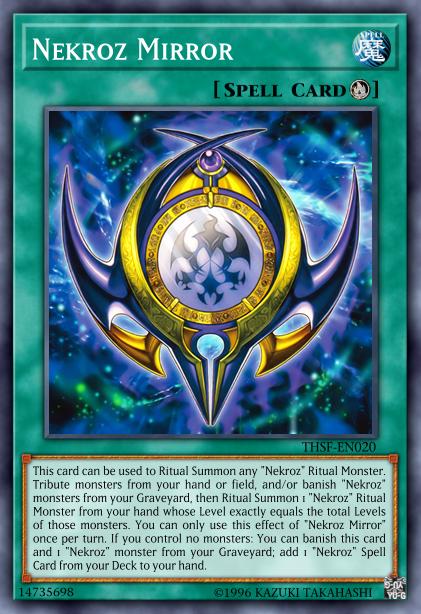 NEKROZ MIRROR
SPELL
魔
[SPELL CARD]
THSF-EN020
This card can be used to Ritual Summon any "Nekroz" Ritual Monster.
Tribute monsters from your hand or field, and/or banish "Nekroz"
monsters from your Graveyard, then Ritual Summon 1 "Nekroz" Ritual
Monster from your hand whose Level exactly equals the total Levels
of those monsters. You can only use this effect of "Nekroz Mirror"
once per turn. If you control no monsters: You can banish this card
and 1 "Nekroz" monster from your Graveyard; add 1 "Nekroz" Spell
Card from your Deck to your hand.
14735698
©1996 KAZUKI TAKAHASHI